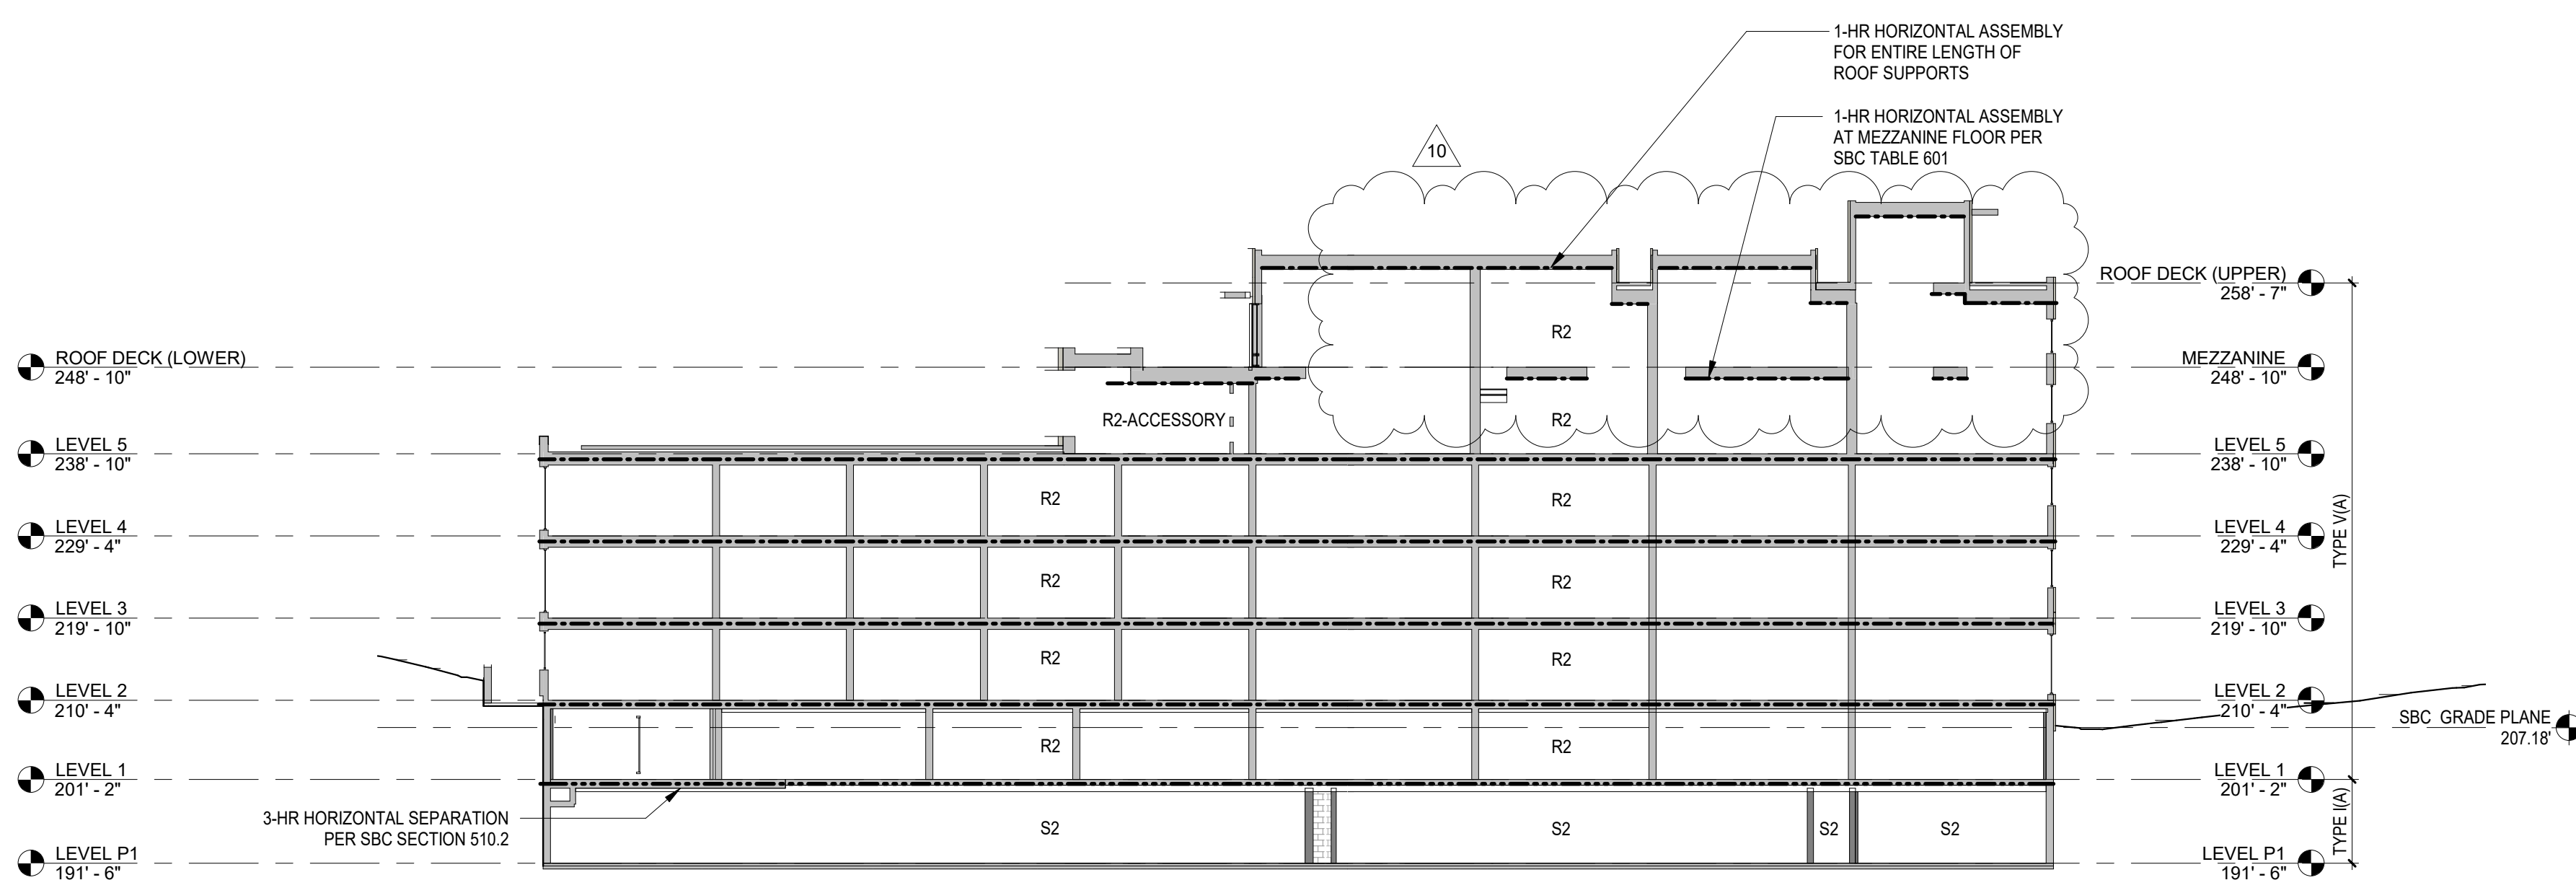 1-HR HORIZONTAL ASSEMBLY
FOR ENTIRE LENGTH OF
ROOF SUPPORTS
1-HR HORIZONTAL ASSEMBLY
AT MEZZANINE FLOOR PER
SBC TABLE 601
10
ROOF DECK (UPPER)
258' - 7"
R2
ROOF DECK (LOWER)
248' - 10"
MEZZANINE
248' - 10"
R2-ACCESSORY
R2
LEVEL 5
238' - 10"
LEVEL 5
238' - 10"
R2
R2
LEVEL 4
229' - 4"
LEVEL 4
229' - 4"
TYPE V(A)
R2
R2
LEVEL 3
219' - 10"
LEVEL 3
219' - 10"
R2
R2
LEVEL 2
210' - 4"
LEVEL 2
210' - 4"
SBC GRADE PLANE
207.18'
R2
R2
LEVEL 1
201' - 2"
LEVEL 1
201' - 2"
3-HR HORIZONTAL SEPARATION
PER SBC SECTION 510.2
S2
S2
S2
S2
TYPE I(A)
LEVEL P1
191' - 6"
LEVEL P1
191' - 6"